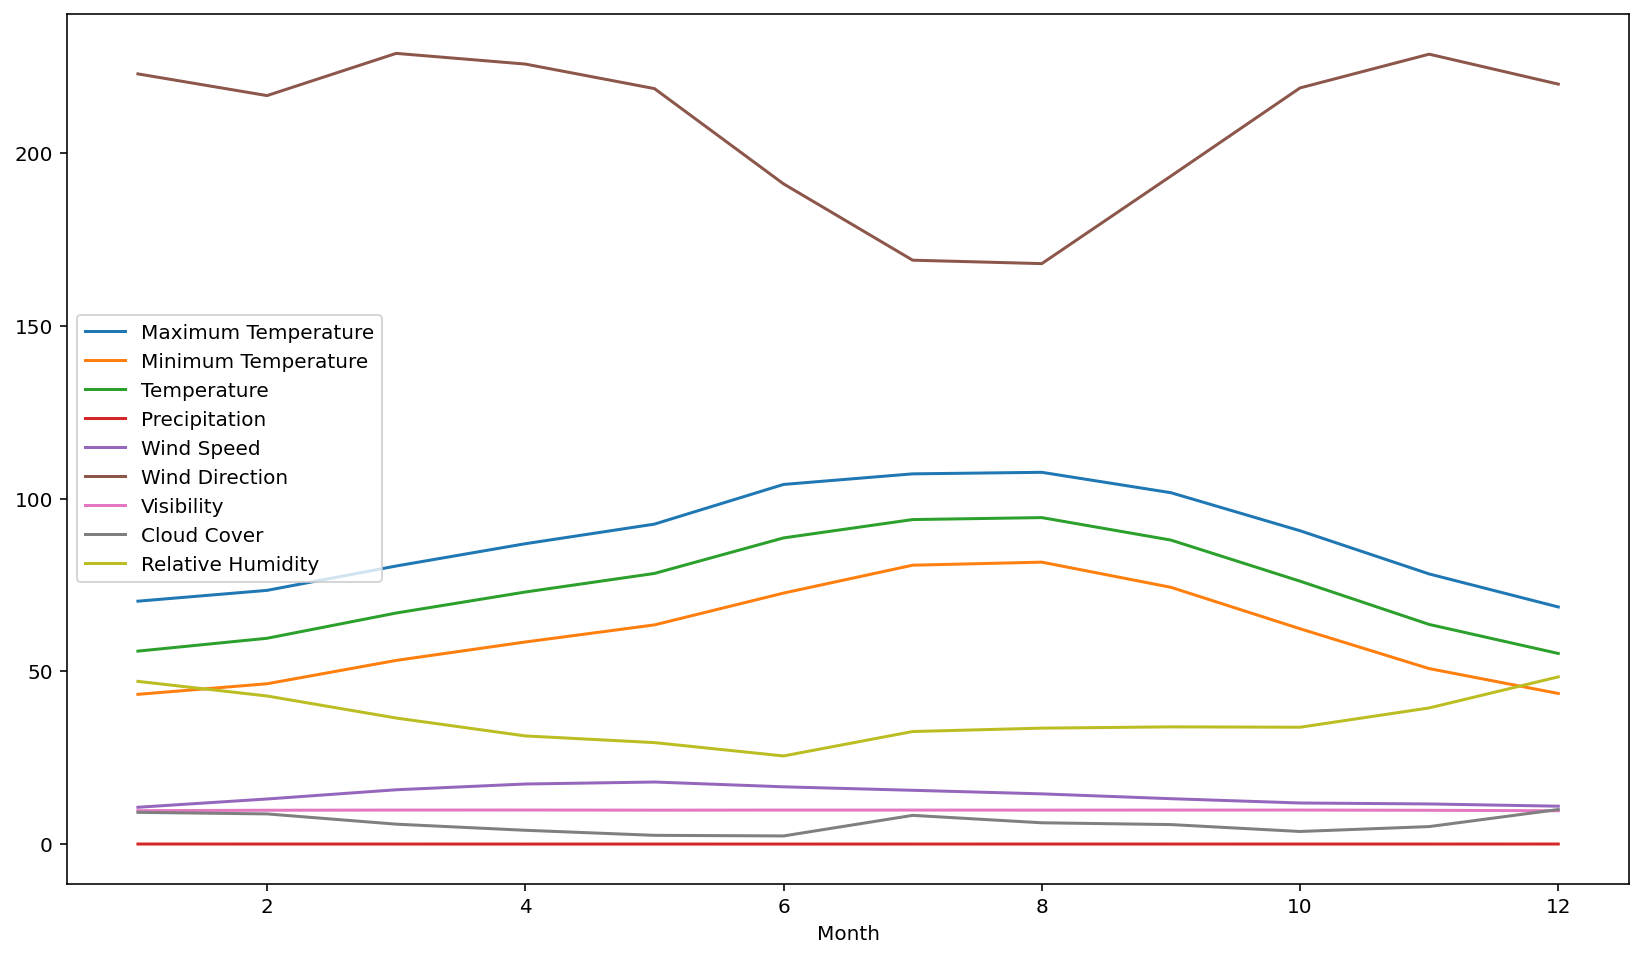 200
150
100
50
0
Maximum Temperature
Minimum Temperature
Temperature
Precipitation
Wind Speed
Wind Direction
Visibility
Cloud Cover
Relative Humidity
2 4 6 8 10 12
Month